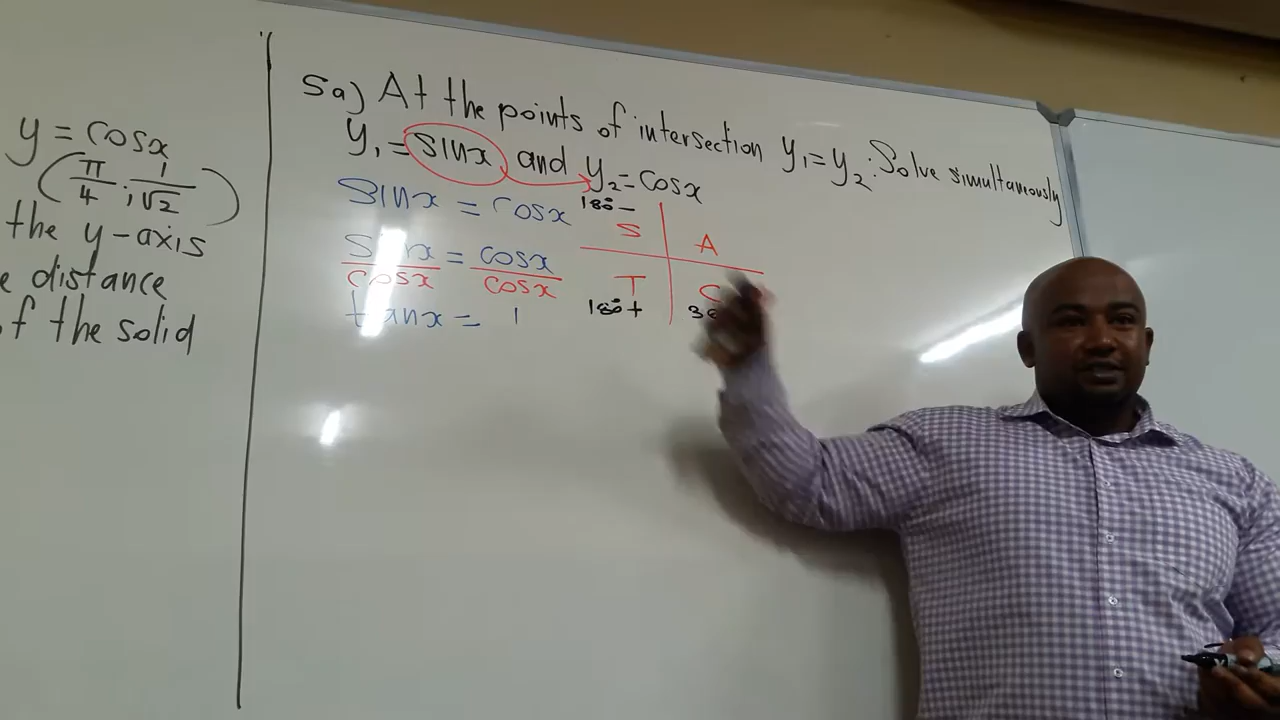 y = cosx
(π/4 ; 1/√2)
the y-axis
distance
the solid
5a) At the points of intersection y₁ = y₂ ∴ Solve simultaneously
y₁ = sinx and y₂ = cosx
sinx = cosx
180°-
S A
sinx/cosx = cosx/cosx
T C
tanx = 1
180°+